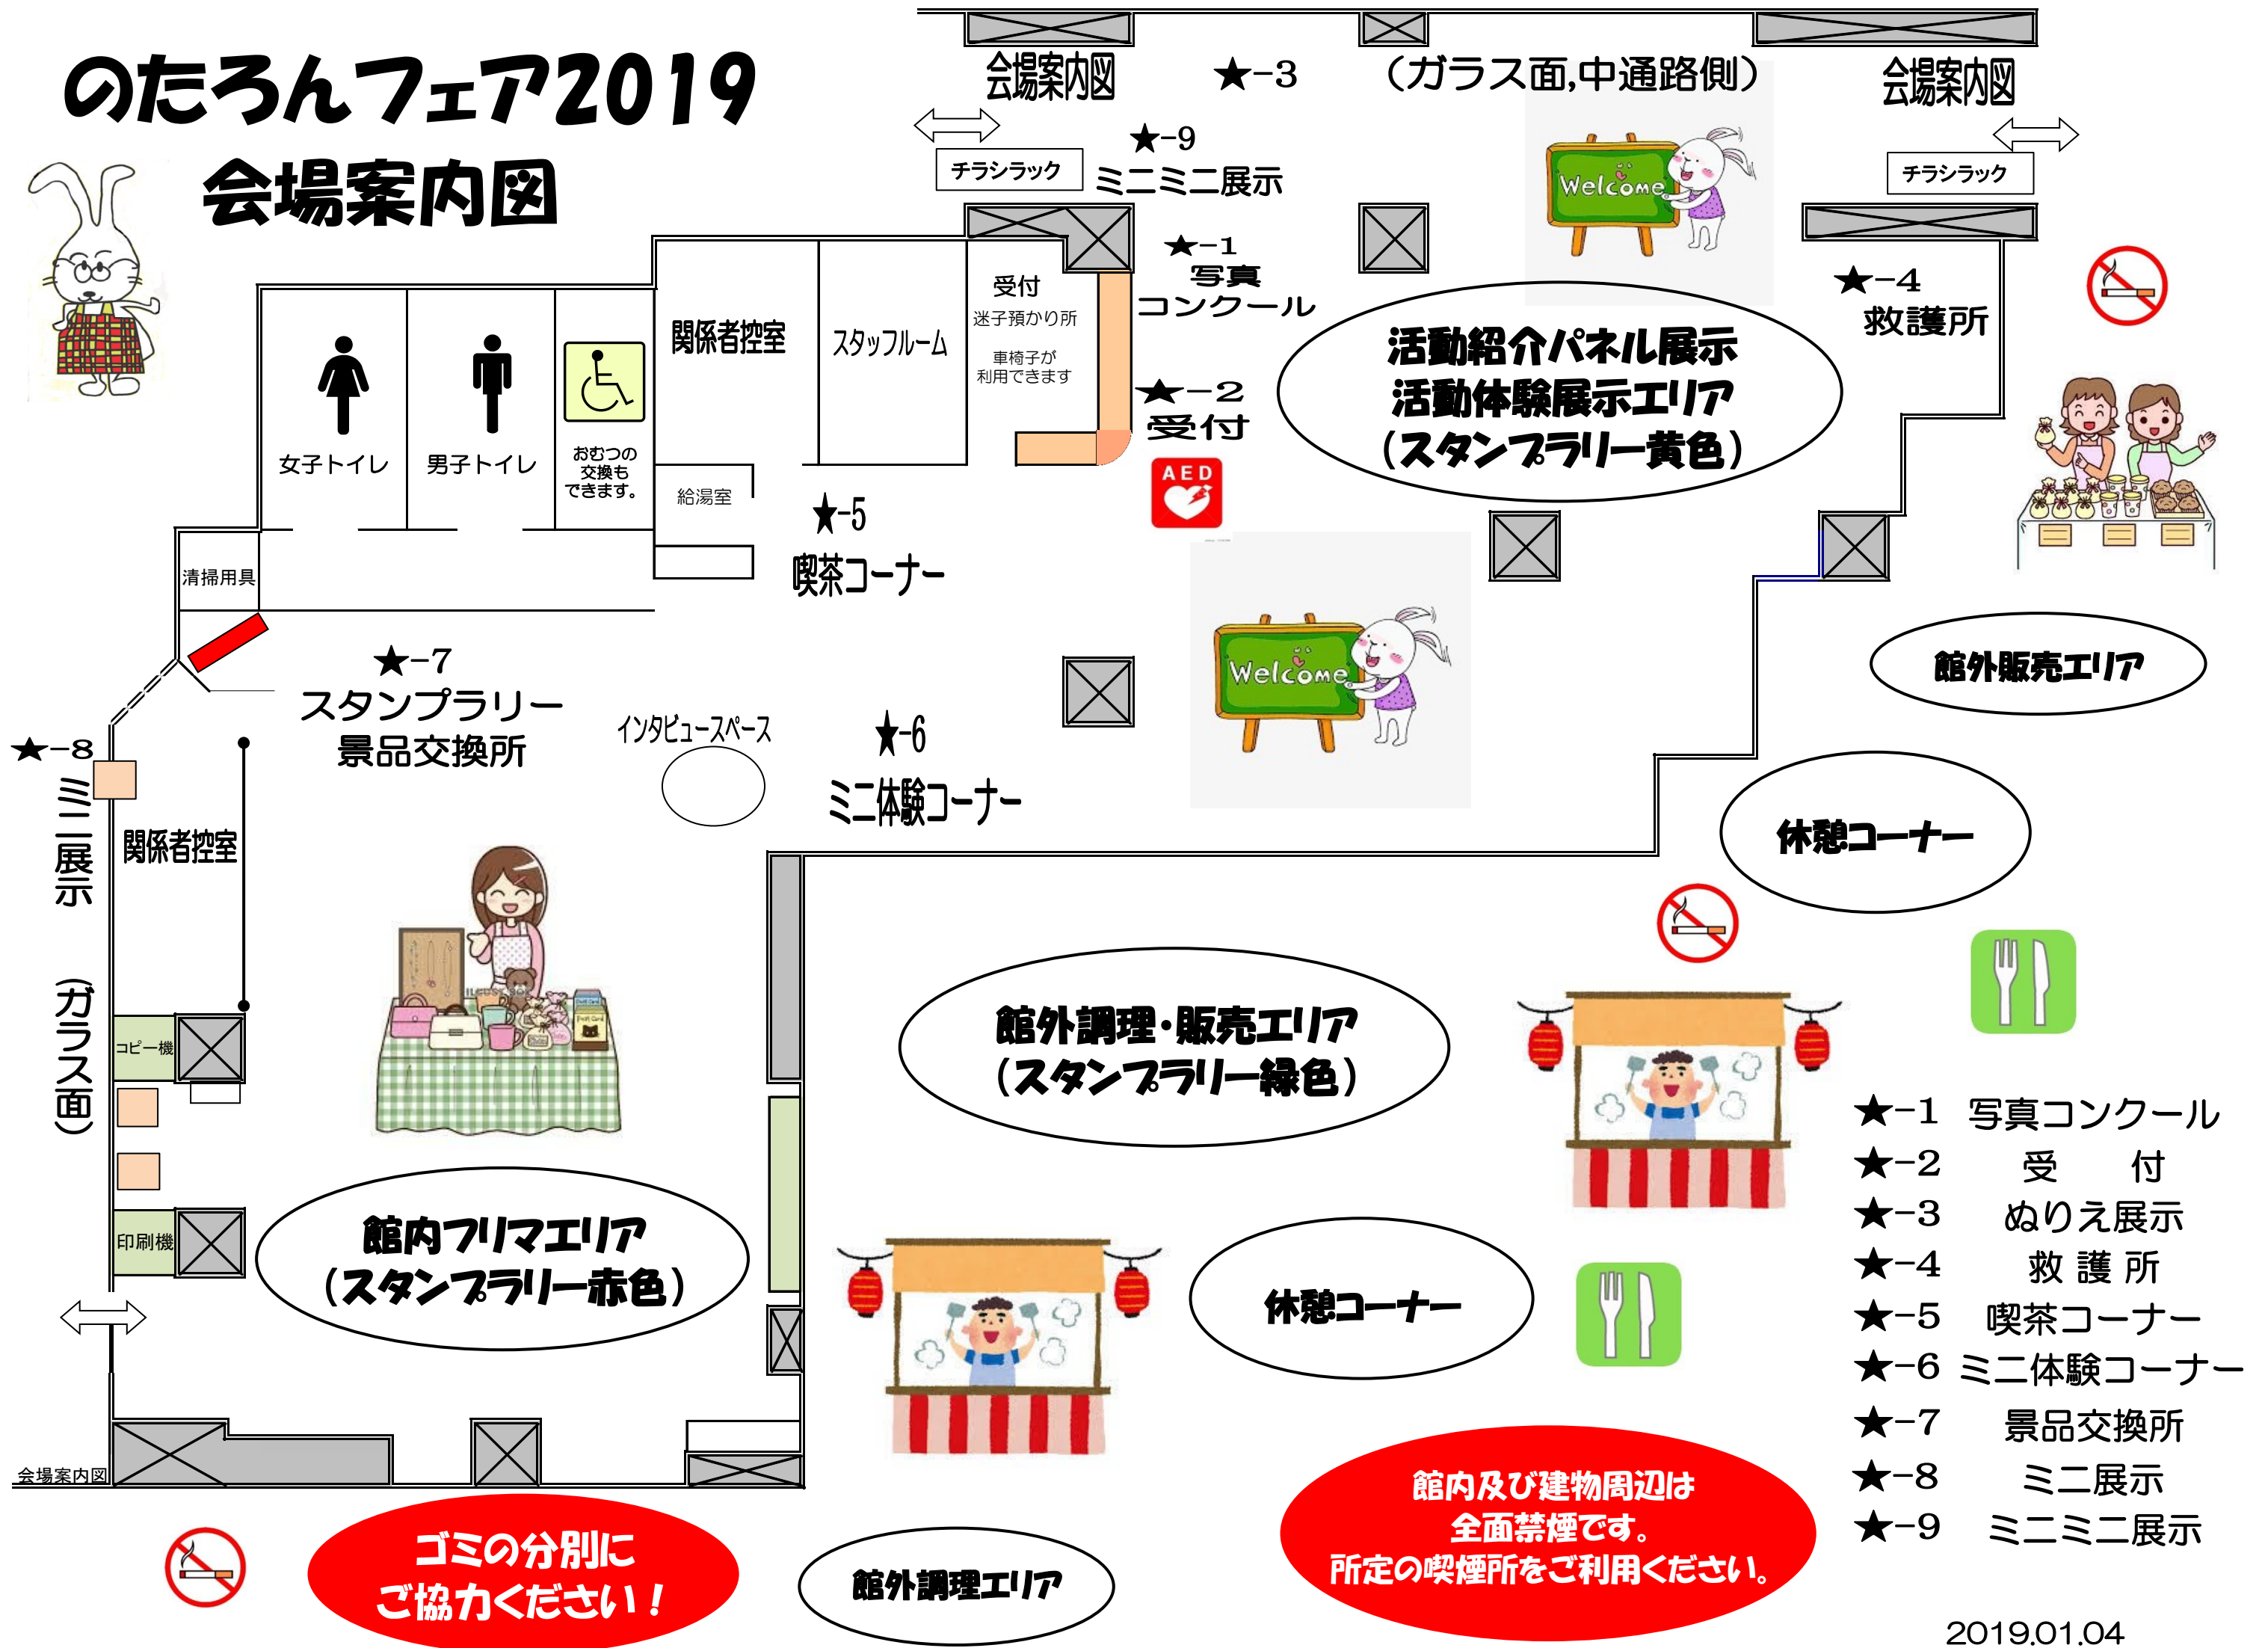 のたろんフェア2019
会場案内図
会場案内図
★-3
（ガラス面,中通路側）
会場案内図
★-9
ミニミニ展示
チラシラック
チラシラック
Welcome
★-1
写真
コンクール
★-4
救護所
関係者控室
スタッフルーム
受付
迷子預かり所
車椅子が
利用できます
★-2
受付
AED
活動紹介パネル展示
活動体験展示エリア
（スタンプラリー黄色）
女子トイレ
男子トイレ
おむつの
交換も
できます。
給湯室
★-5
喫茶コーナー
清掃用具
Welcome
館外販売エリア
★-7
スタンプラリー
景品交換所
インタビュースペース
★-6
ミニ体験コーナー
★-8
ミニ展示
（ガラス面）
関係者控室
休憩コーナー
コピー機
印刷機
館外調理・販売エリア
（スタンプラリー緑色）
館内フリマエリア
（スタンプラリー赤色）
休憩コーナー
★-1 写真コンクール
★-2 受 付
★-3 ぬりえ展示
★-4 救 護 所
★-5 喫茶コーナー
★-6 ミニ体験コーナー
★-7 景品交換所
★-8 ミニ展示
★-9 ミニミニ展示
会場案内図
ゴミの分別に
ご協力ください！
館外調理エリア
館内及び建物周辺は
全面禁煙です。
所定の喫煙所をご利用ください。
2019.01.04